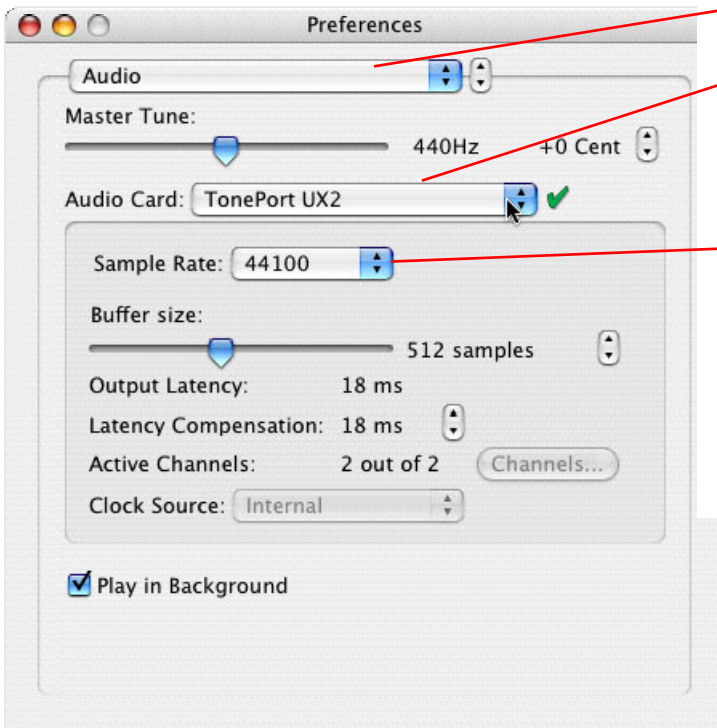 Preferences
Audio
Master Tune:
440Hz +0 Cent
Audio Card: TonePort UX2
Sample Rate: 44100
Buffer size:
512 samples
Output Latency: 18 ms
Latency Compensation: 18 ms
Active Channels: 2 out of 2 Channels...
Clock Source: Internal
Play in Background